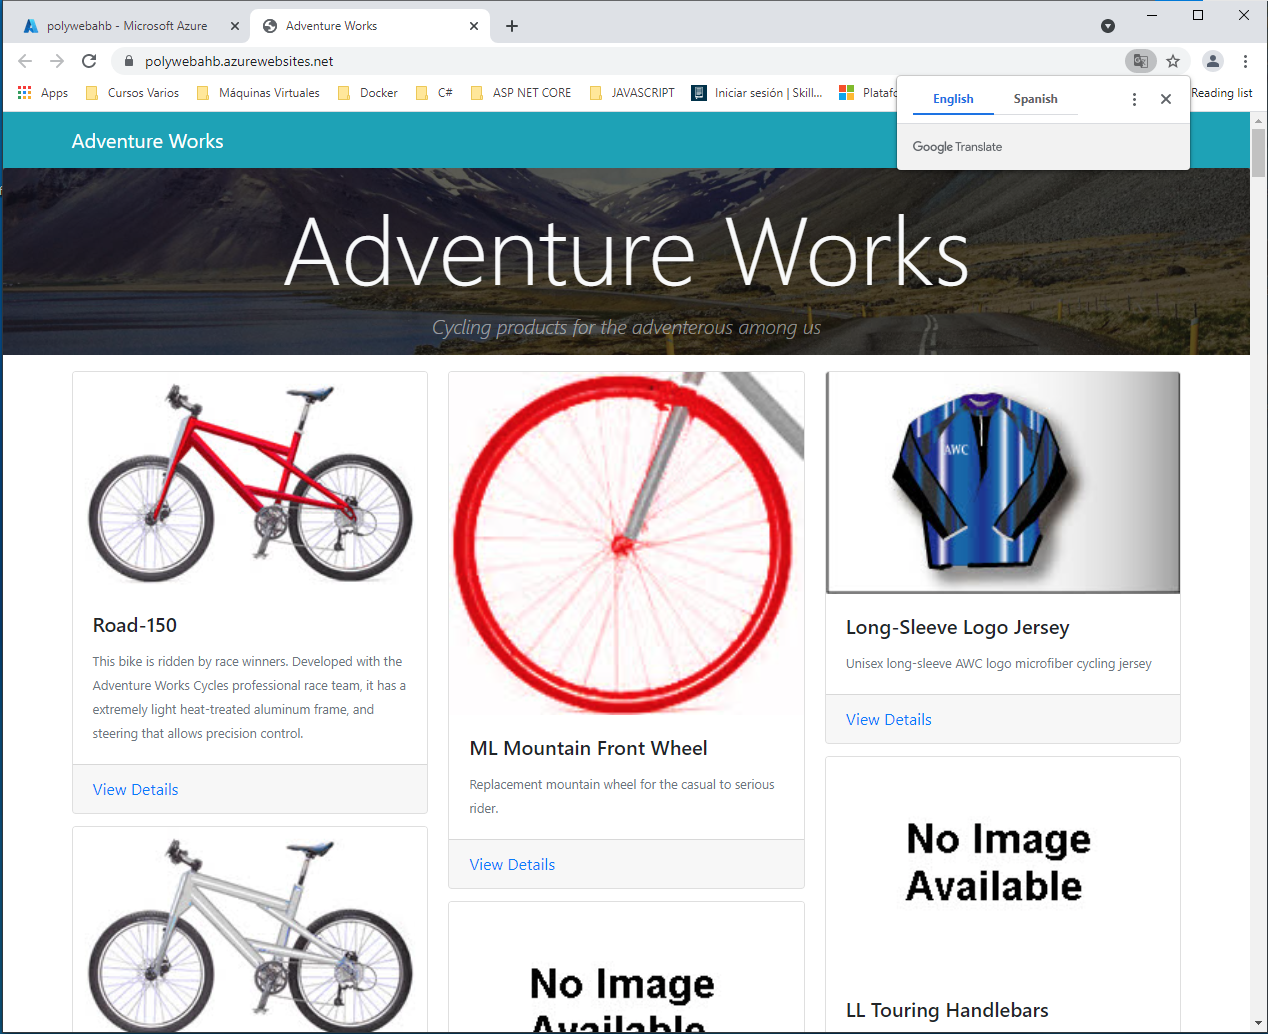 polywebahb - Microsoft Azure
Adventure Works
polywebahb.azurewebsites.net
Apps
Cursos Varios
Máquinas Virtuales
Docker
C#
ASP NET CORE
JAVASCRIPT
Iniciar sesión | Skill...
Reading list
English
Spanish
Google Translate
Adventure Works
Adventure Works
Cycling products for the adventerous among us
Road-150
This bike is ridden by race winners. Developed with the
Adventure Works Cycles professional race team, it has a
extremely light heat-treated aluminum frame, and
steering that allows precision control.
View Details
ML Mountain Front Wheel
Replacement mountain wheel for the casual to serious
rider.
View Details
AWC
Long-Sleeve Logo Jersey
Unisex long-sleeve AWC logo microfiber cycling jersey
View Details
No Image
Available
LL Touring Handlebars
No Image
Available